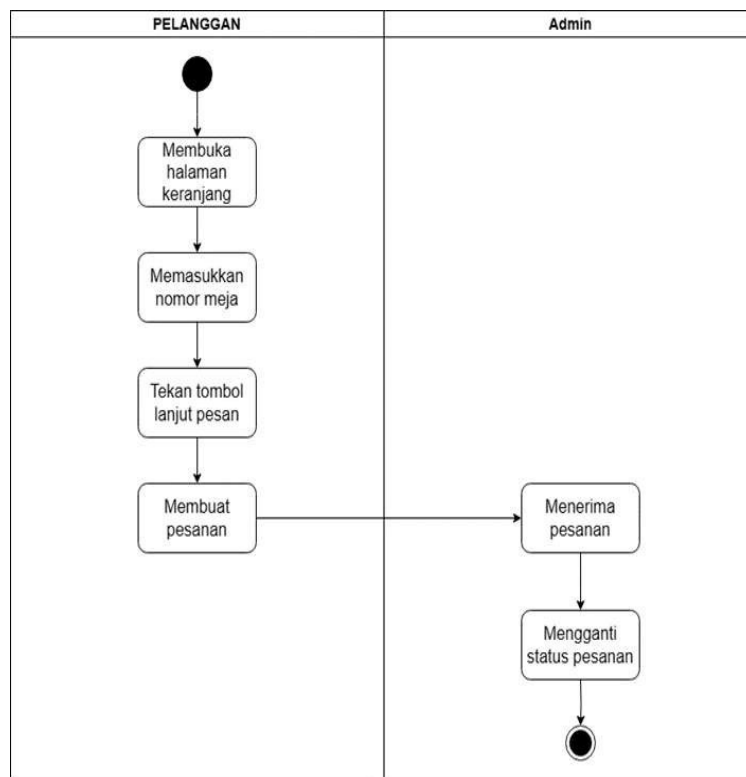 PELANGGAN
Admin
Membuka
halaman
keranjang
Memasukkan
nomor meja
Tekan tombol
lanjut pesan
Membuat
pesanan
Menerima
pesanan
Mengganti
status pesanan